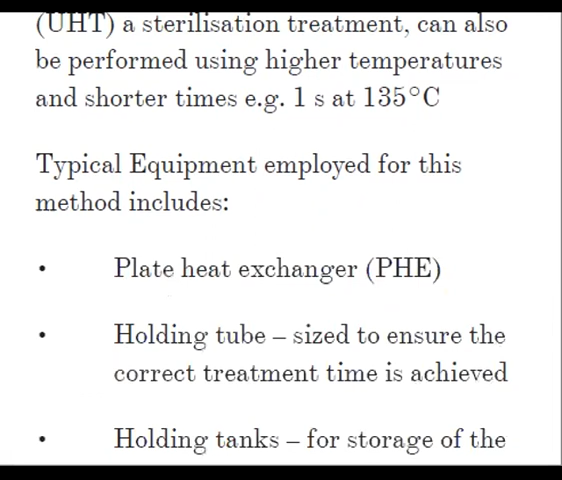 (UHT) a sterilisation treatment, can also
be performed using higher temperatures
and shorter times e.g. 1 s at 135°C
Typical Equipment employed for this
method includes:
• Plate heat exchanger (PHE)
• Holding tube – sized to ensure the
correct treatment time is achieved
• Holding tanks – for storage of the